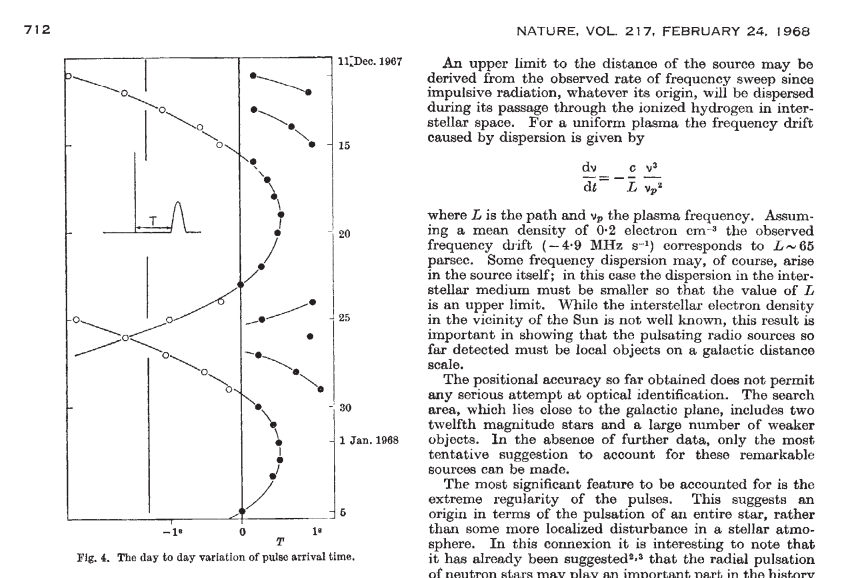 712
NATURE, VOL. 217, FEBRUARY 24, 1968
11 Dec. 1967
15
20
25
30
1 Jan. 1968
5
T
−1ˢ 0 1ˢ
T
Fig. 4. The day to day variation of pulse arrival time.
An upper limit to the distance of the source may be
derived from the observed rate of frequency sweep since
impulsive radiation, whatever its origin, will be dispersed
during its passage through the ionized hydrogen in inter-
stellar space. For a uniform plasma the frequency drift
caused by dispersion is given by
dν/dt = − c/L ν³/νₚ²
where L is the path and νₚ the plasma frequency. Assum-
ing a mean density of 0·2 electron cm⁻³ the observed
frequency drift (−4·9 MHz s⁻¹) corresponds to L∼65
parsec. Some frequency dispersion may, of course, arise
in the source itself; in this case the dispersion in the inter-
stellar medium must be smaller so that the value of L
is an upper limit. While the interstellar electron density
in the vicinity of the Sun is not well known, this result is
important in showing that the pulsating radio sources so
far detected must be local objects on a galactic distance
scale.
The positional accuracy so far obtained does not permit
any serious attempt at optical identification. The search
area, which lies close to the galactic plane, includes two
twelfth magnitude stars and a large number of weaker
objects. In the absence of further data, only the most
tentative suggestion to account for these remarkable
sources can be made.
The most significant feature to be accounted for is the
extreme regularity of the pulses. This suggests an
origin in terms of the pulsation of an entire star, rather
than some more localized disturbance in a stellar atmo-
sphere. In this connexion it is interesting to note that
it has already been suggested²,³ that the radial pulsation
of neutron stars may play an important part in the history